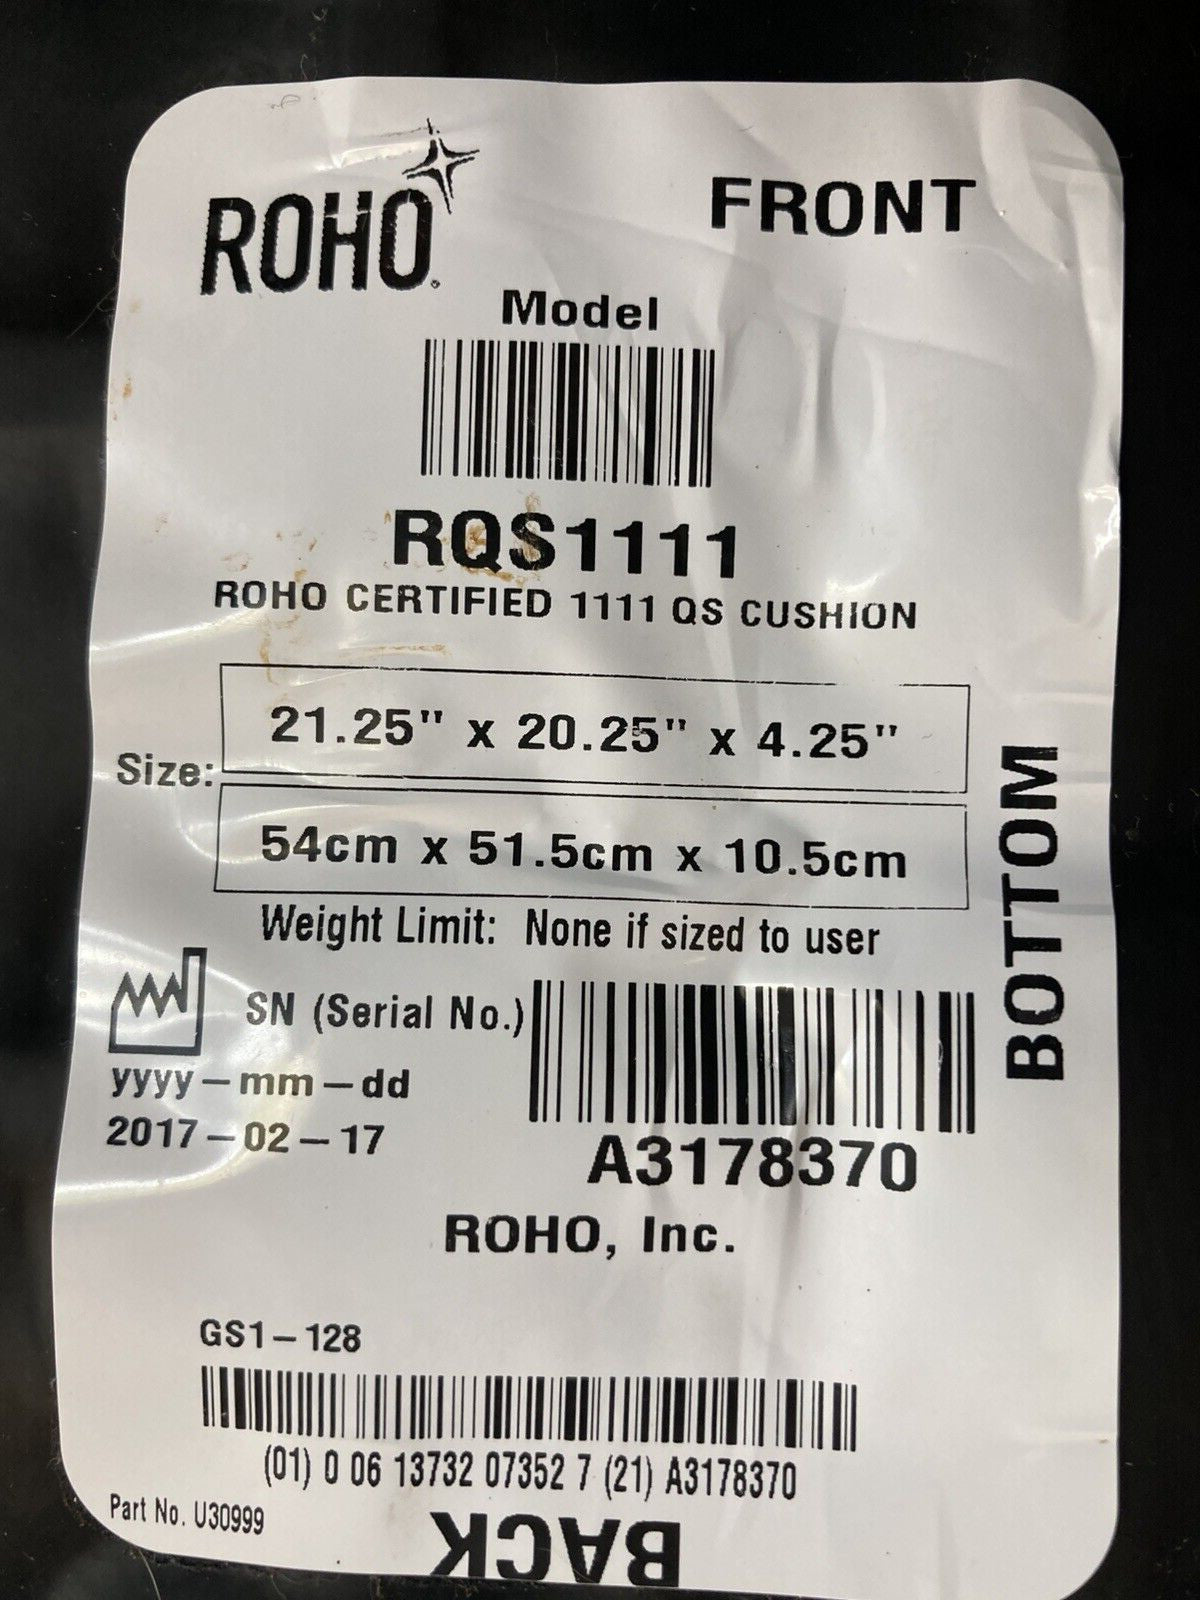 ROHO.
FRONT
Model
RQS1111
ROHO CERTIFIED 1111 QS CUSHION
Size:
21.25" x 20.25" x 4.25"
54cm x 51.5cm x 10.5cm
BOTTOM
Weight Limit: None if sized to user
SN (Serial No.)
yyyy-mm-dd
2017-02-17
A3178370
ROHO, Inc.
GS1-128
(01) 0 06 13732 07352 7 (21) A3178370
Part No. U30999
BACK